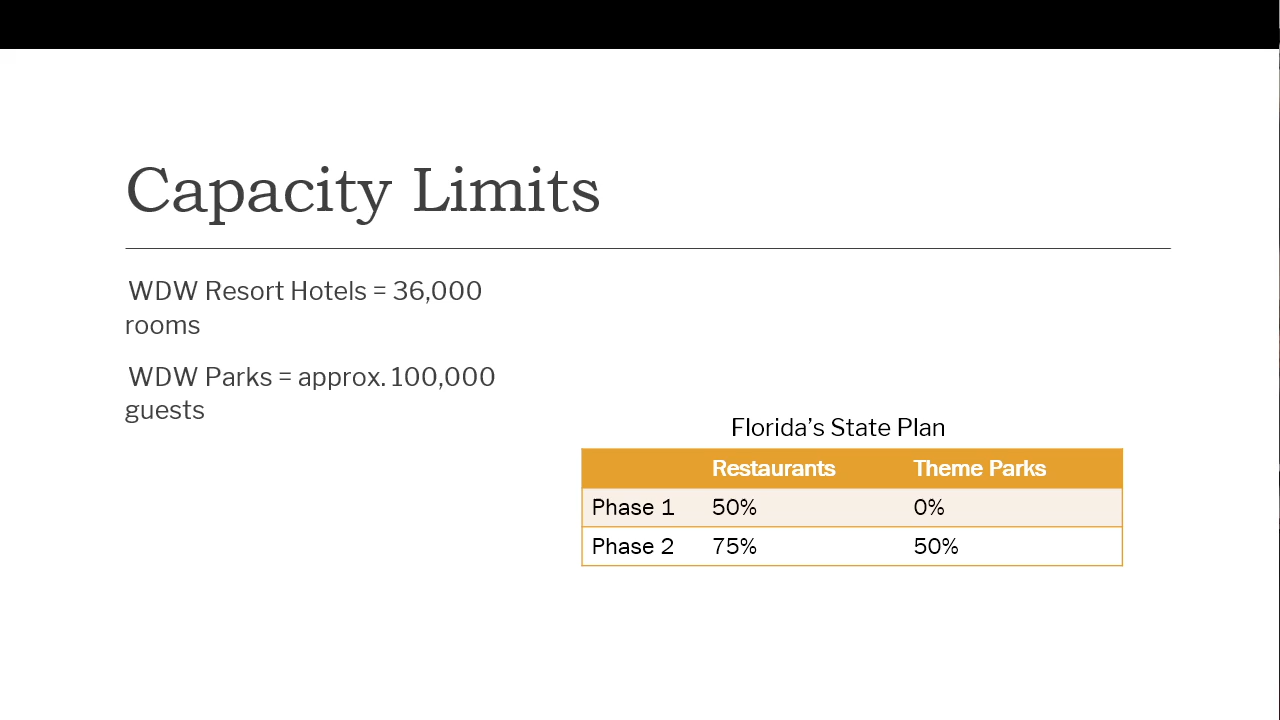 Capacity Limits
WDW Resort Hotels = 36,000
rooms
WDW Parks = approx. 100,000
guests
Florida’s State Plan
Restaurants Theme Parks
Phase 1 50% 0%
Phase 2 75% 50%